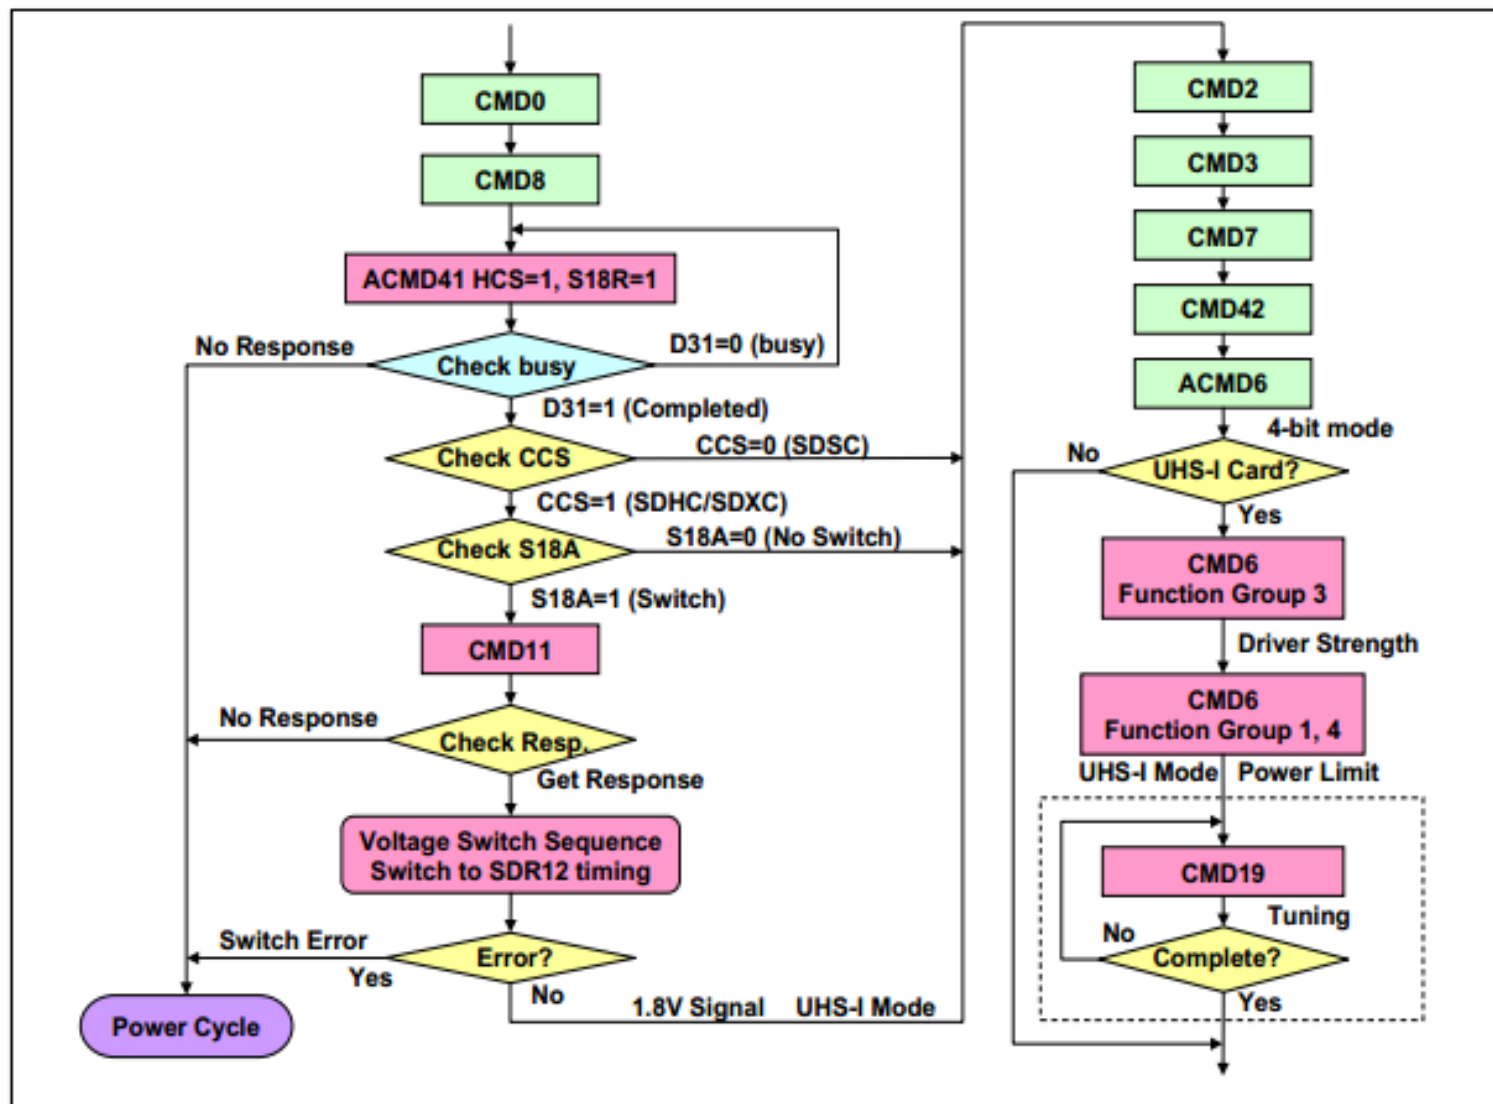 CMD0
CMD8
ACMD41 HCS=1, S18R=1
No Response
Check busy
D31=0 (busy)
D31=1 (Completed)
Check CCS
CCS=0 (SDSC)
CCS=1 (SDHC/SDXC)
Check S18A
S18A=0 (No Switch)
S18A=1 (Switch)
CMD11
No Response
Check Resp.
Get Response
Voltage Switch Sequence
Switch to SDR12 timing
Switch Error
Error?
Yes
No
1.8V Signal UHS-I Mode
Power Cycle
CMD2
CMD3
CMD7
CMD42
ACMD6
4-bit mode
No
UHS-I Card?
Yes
CMD6
Function Group 3
Driver Strength
CMD6
Function Group 1, 4
UHS-I Mode Power Limit
CMD19
Tuning
No
Complete?
Yes